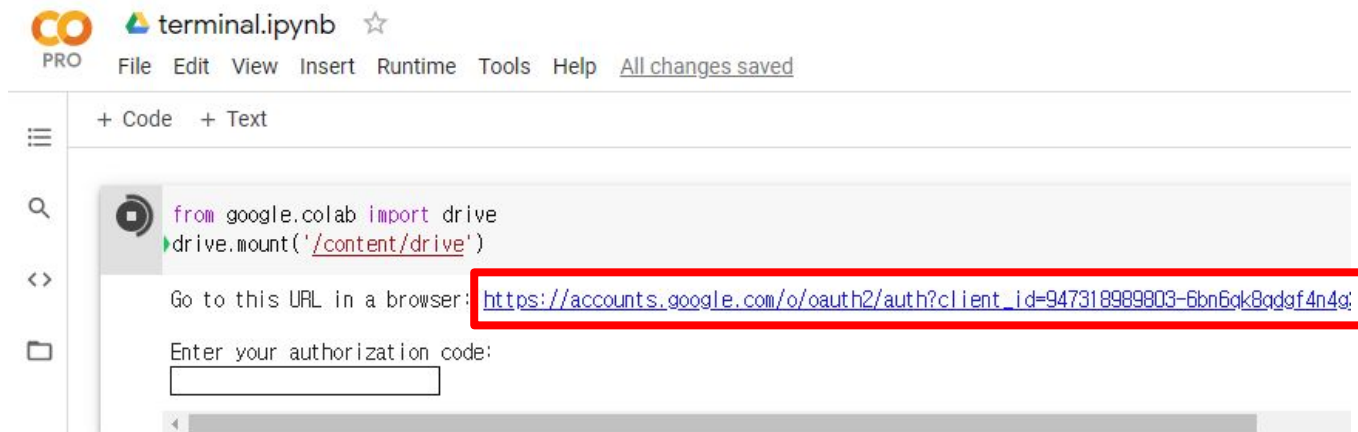 CO terminal.ipynb
PRO File Edit View Insert Runtime Tools Help All changes saved
+ Code + Text
from google.colab import drive
drive.mount('/content/drive')
Go to this URL in a browser: https://accounts.google.com/o/oauth2/auth?client_id=947318989803-6bn6qk8qdgf4n4g3
Enter your authorization code: